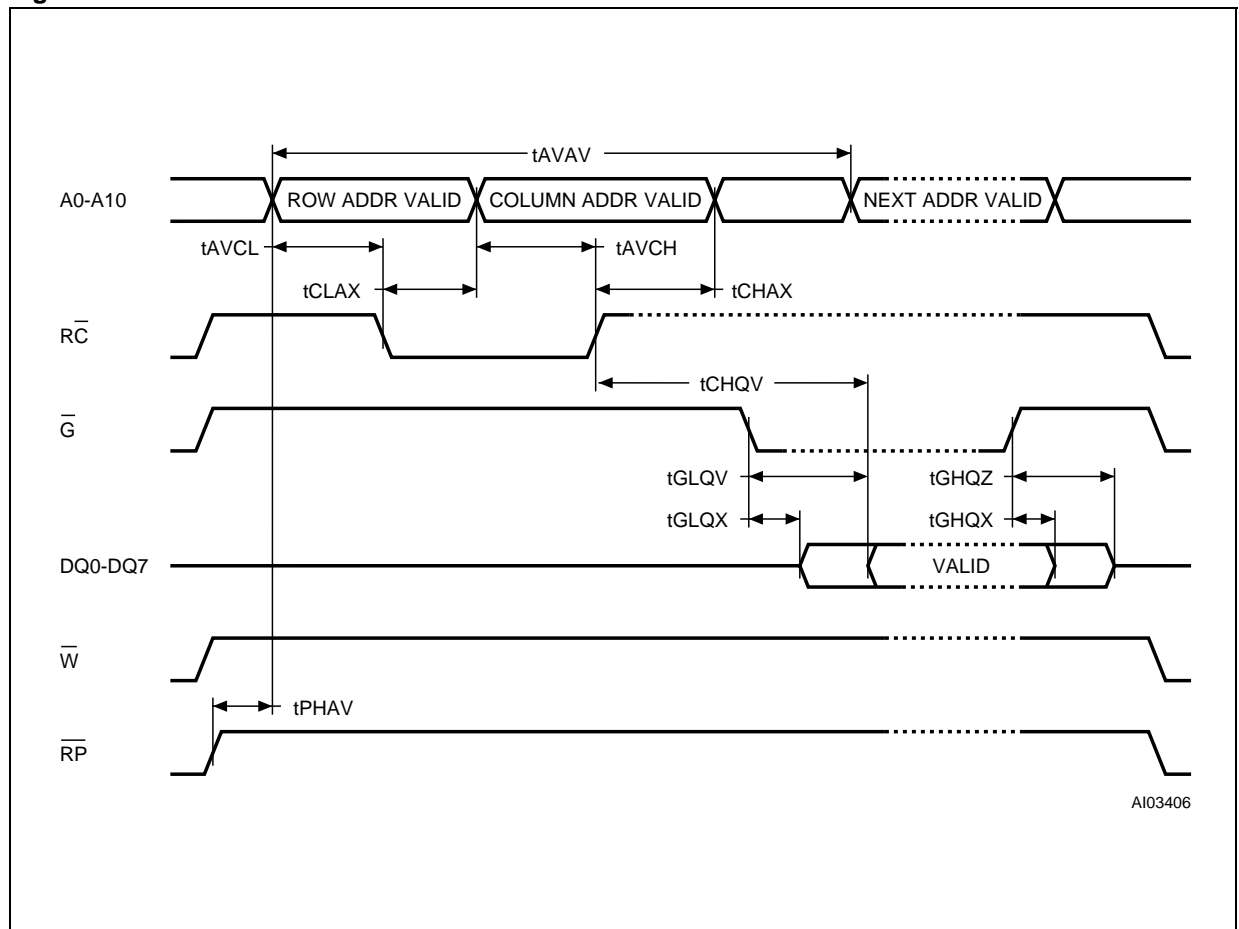 tAVAV
A0-A10
ROW ADDR VALID
COLUMN ADDR VALID
NEXT ADDR VALID
tAVCL
tAVCH
tCLAX
tCHAX
RC̅
tCHQV
G̅
tGLQV
tGHQZ
tGLQX
tGHQX
DQ0-DQ7
VALID
W̅
tPHAV
R̅P̅
AI03406